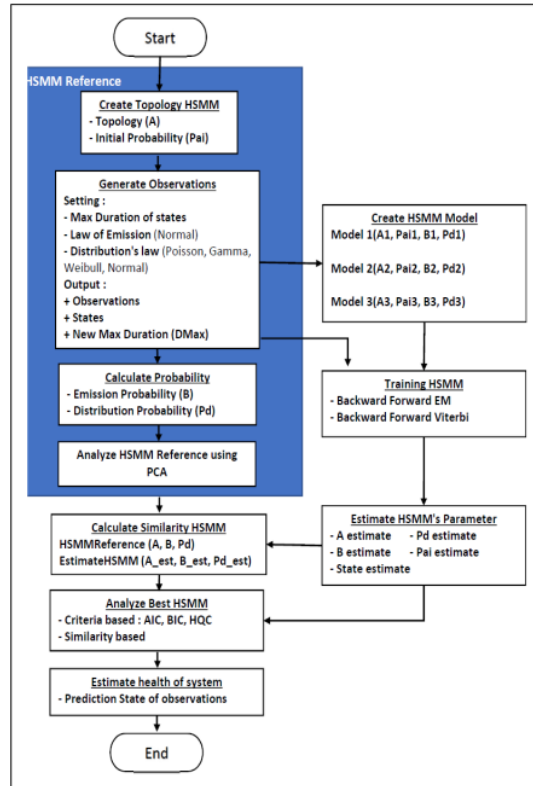 Start
HSMM Reference
Create Topology HSMM
- Topology (A)
- Initial Probability (Pai)
Generate Observations
Setting :
- Max Duration of states
- Law of Emission (Normal)
- Distribution's law (Poisson, Gamma,
Weibull, Normal)
Output :
+ Observations
+ States
+ New Max Duration (DMax)
Create HSMM Model
Model 1(A1, Pai1, B1, Pd1)
Model 2(A2, Pai2, B2, Pd2)
Model 3(A3, Pai3, B3, Pd3)
Calculate Probability
- Emission Probability (B)
- Distribution Probability (Pd)
Training HSMM
- Backward Forward EM
- Backward Forward Viterbi
Analyze HSMM Reference using
PCA
Calculate Similarity HSMM
HSMMReference (A, B, Pd)
EstimateHSMM (A_est, B_est, Pd_est)
Estimate HSMM's Parameter
- A estimate - Pd estimate
- B estimate - Pai estimate
- State estimate
Analyze Best HSMM
- Criteria based : AIC, BIC, HQC
- Similarity based
Estimate health of system
- Prediction State of observations
End